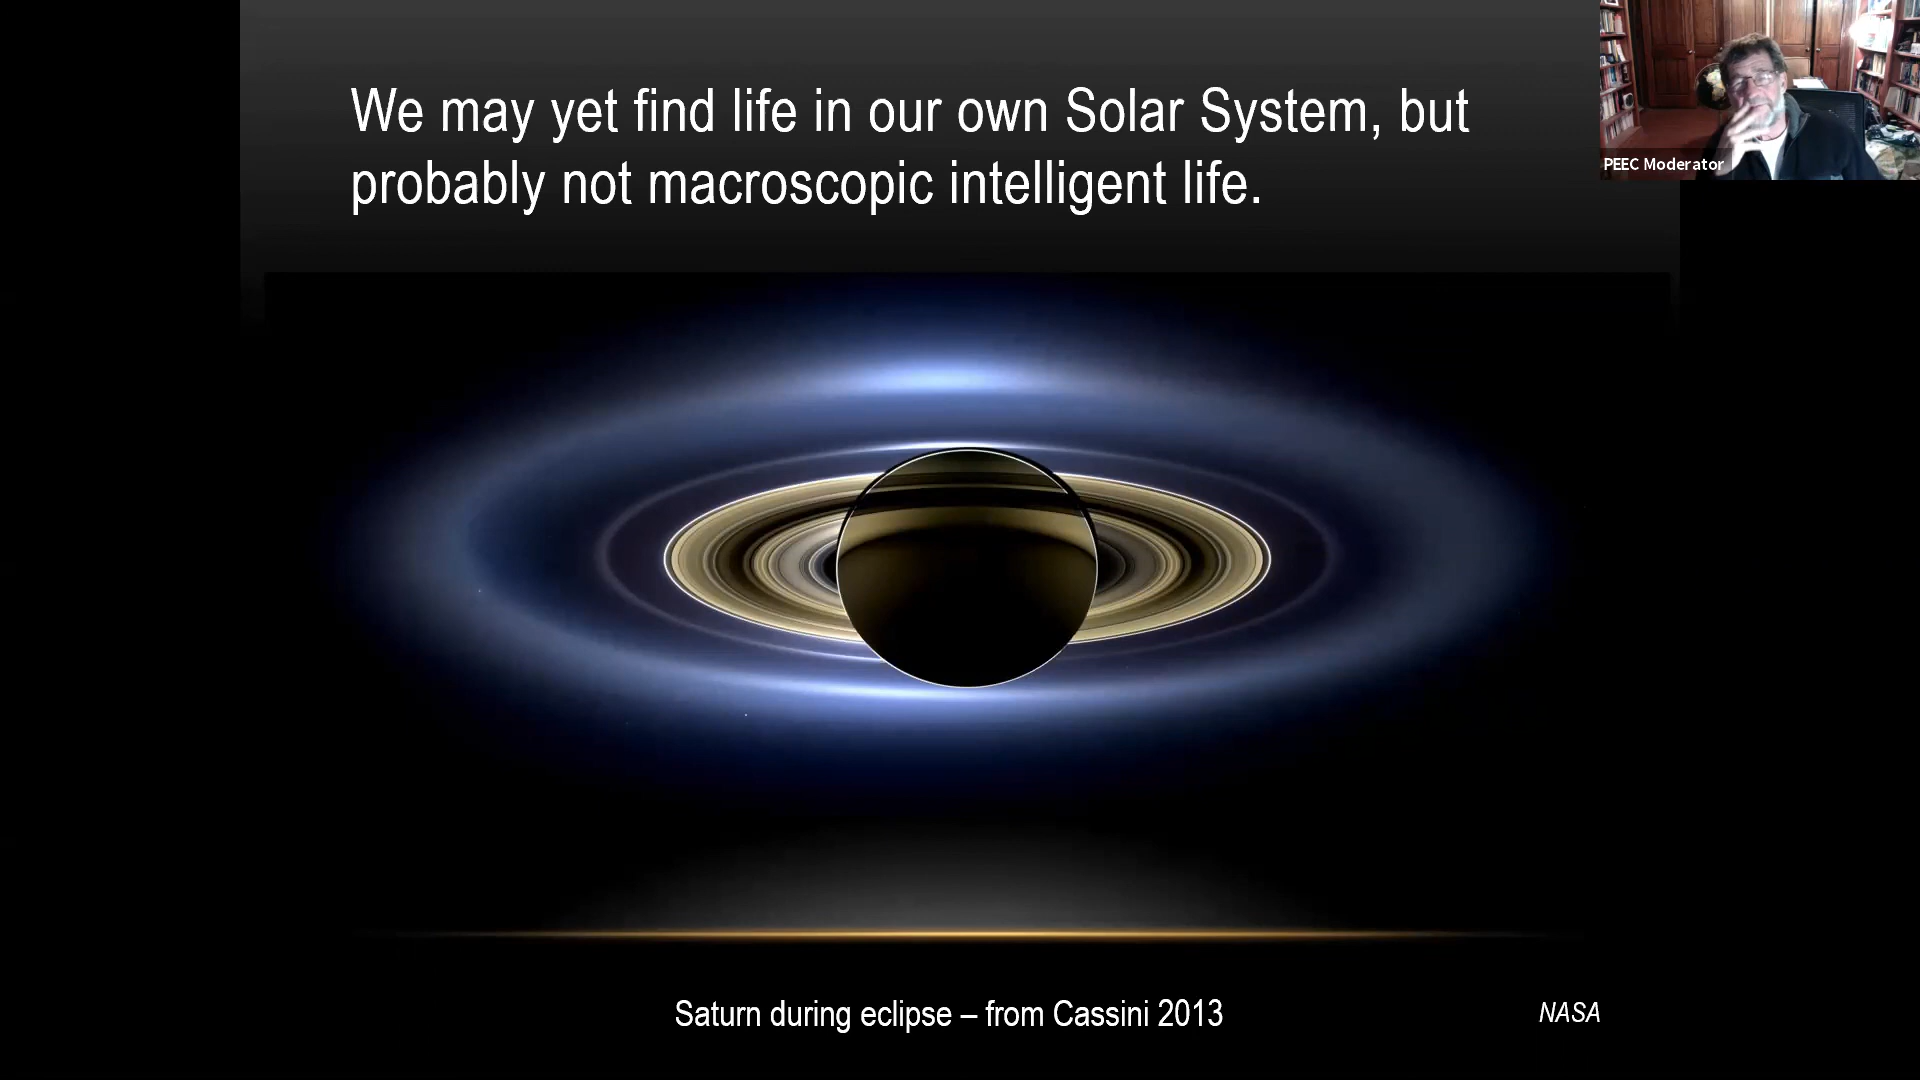 We may yet find life in our own Solar System, but
probably not macroscopic intelligent life.
PEEC Moderator
Saturn during eclipse – from Cassini 2013
NASA